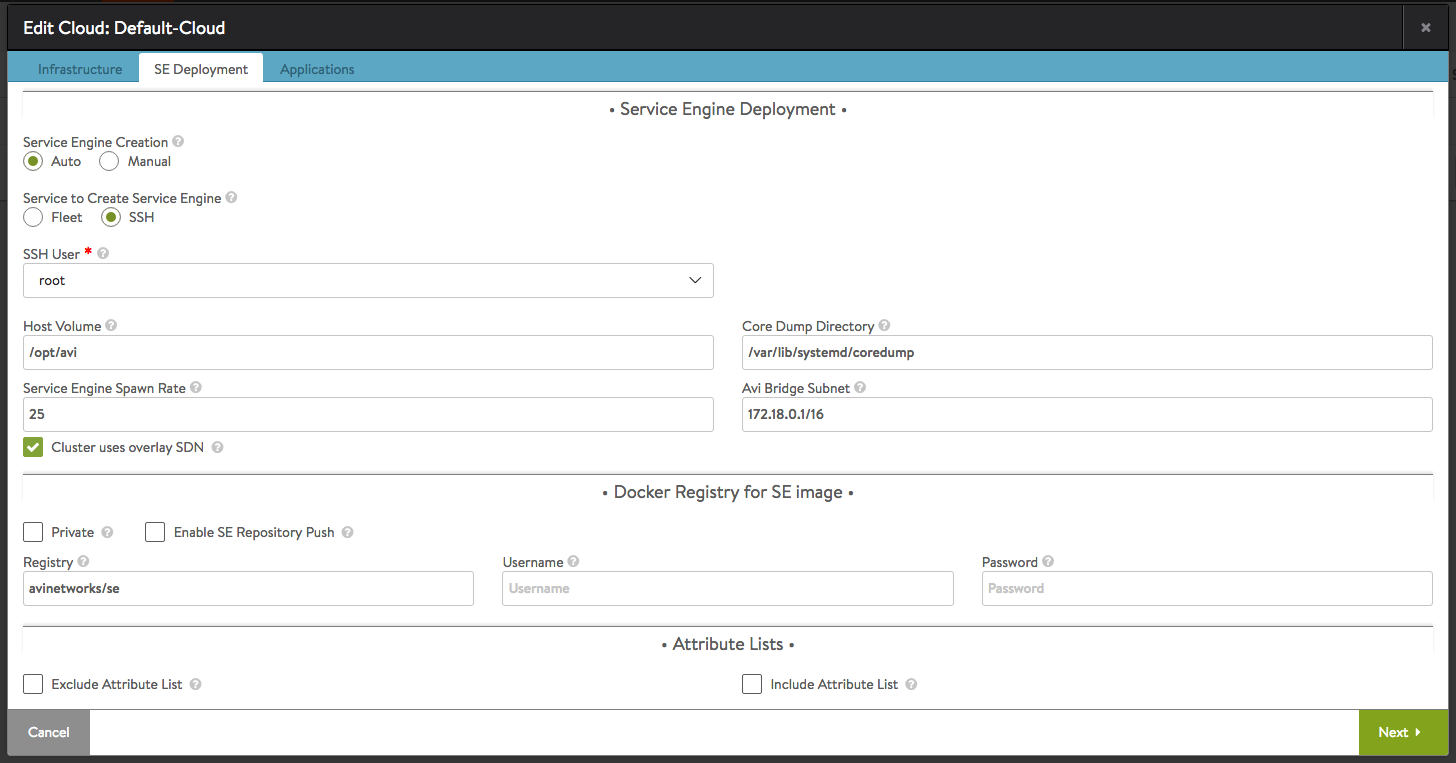 Edit Cloud: Default-Cloud ×
Infrastructure SE Deployment Applications
• Service Engine Deployment •
Service Engine Creation ?
Auto Manual
Service to Create Service Engine ?
Fleet SSH
SSH User * ?
root
Host Volume ? Core Dump Directory ?
/opt/avi /var/lib/systemd/coredump
Service Engine Spawn Rate ? Avi Bridge Subnet ?
25 172.18.0.1/16
Cluster uses overlay SDN ?
• Docker Registry for SE image •
Private ? Enable SE Repository Push ?
Registry ? Username ? Password ?
avinetworks/se Username Password
• Attribute Lists •
Exclude Attribute List ? Include Attribute List ?
Cancel Next